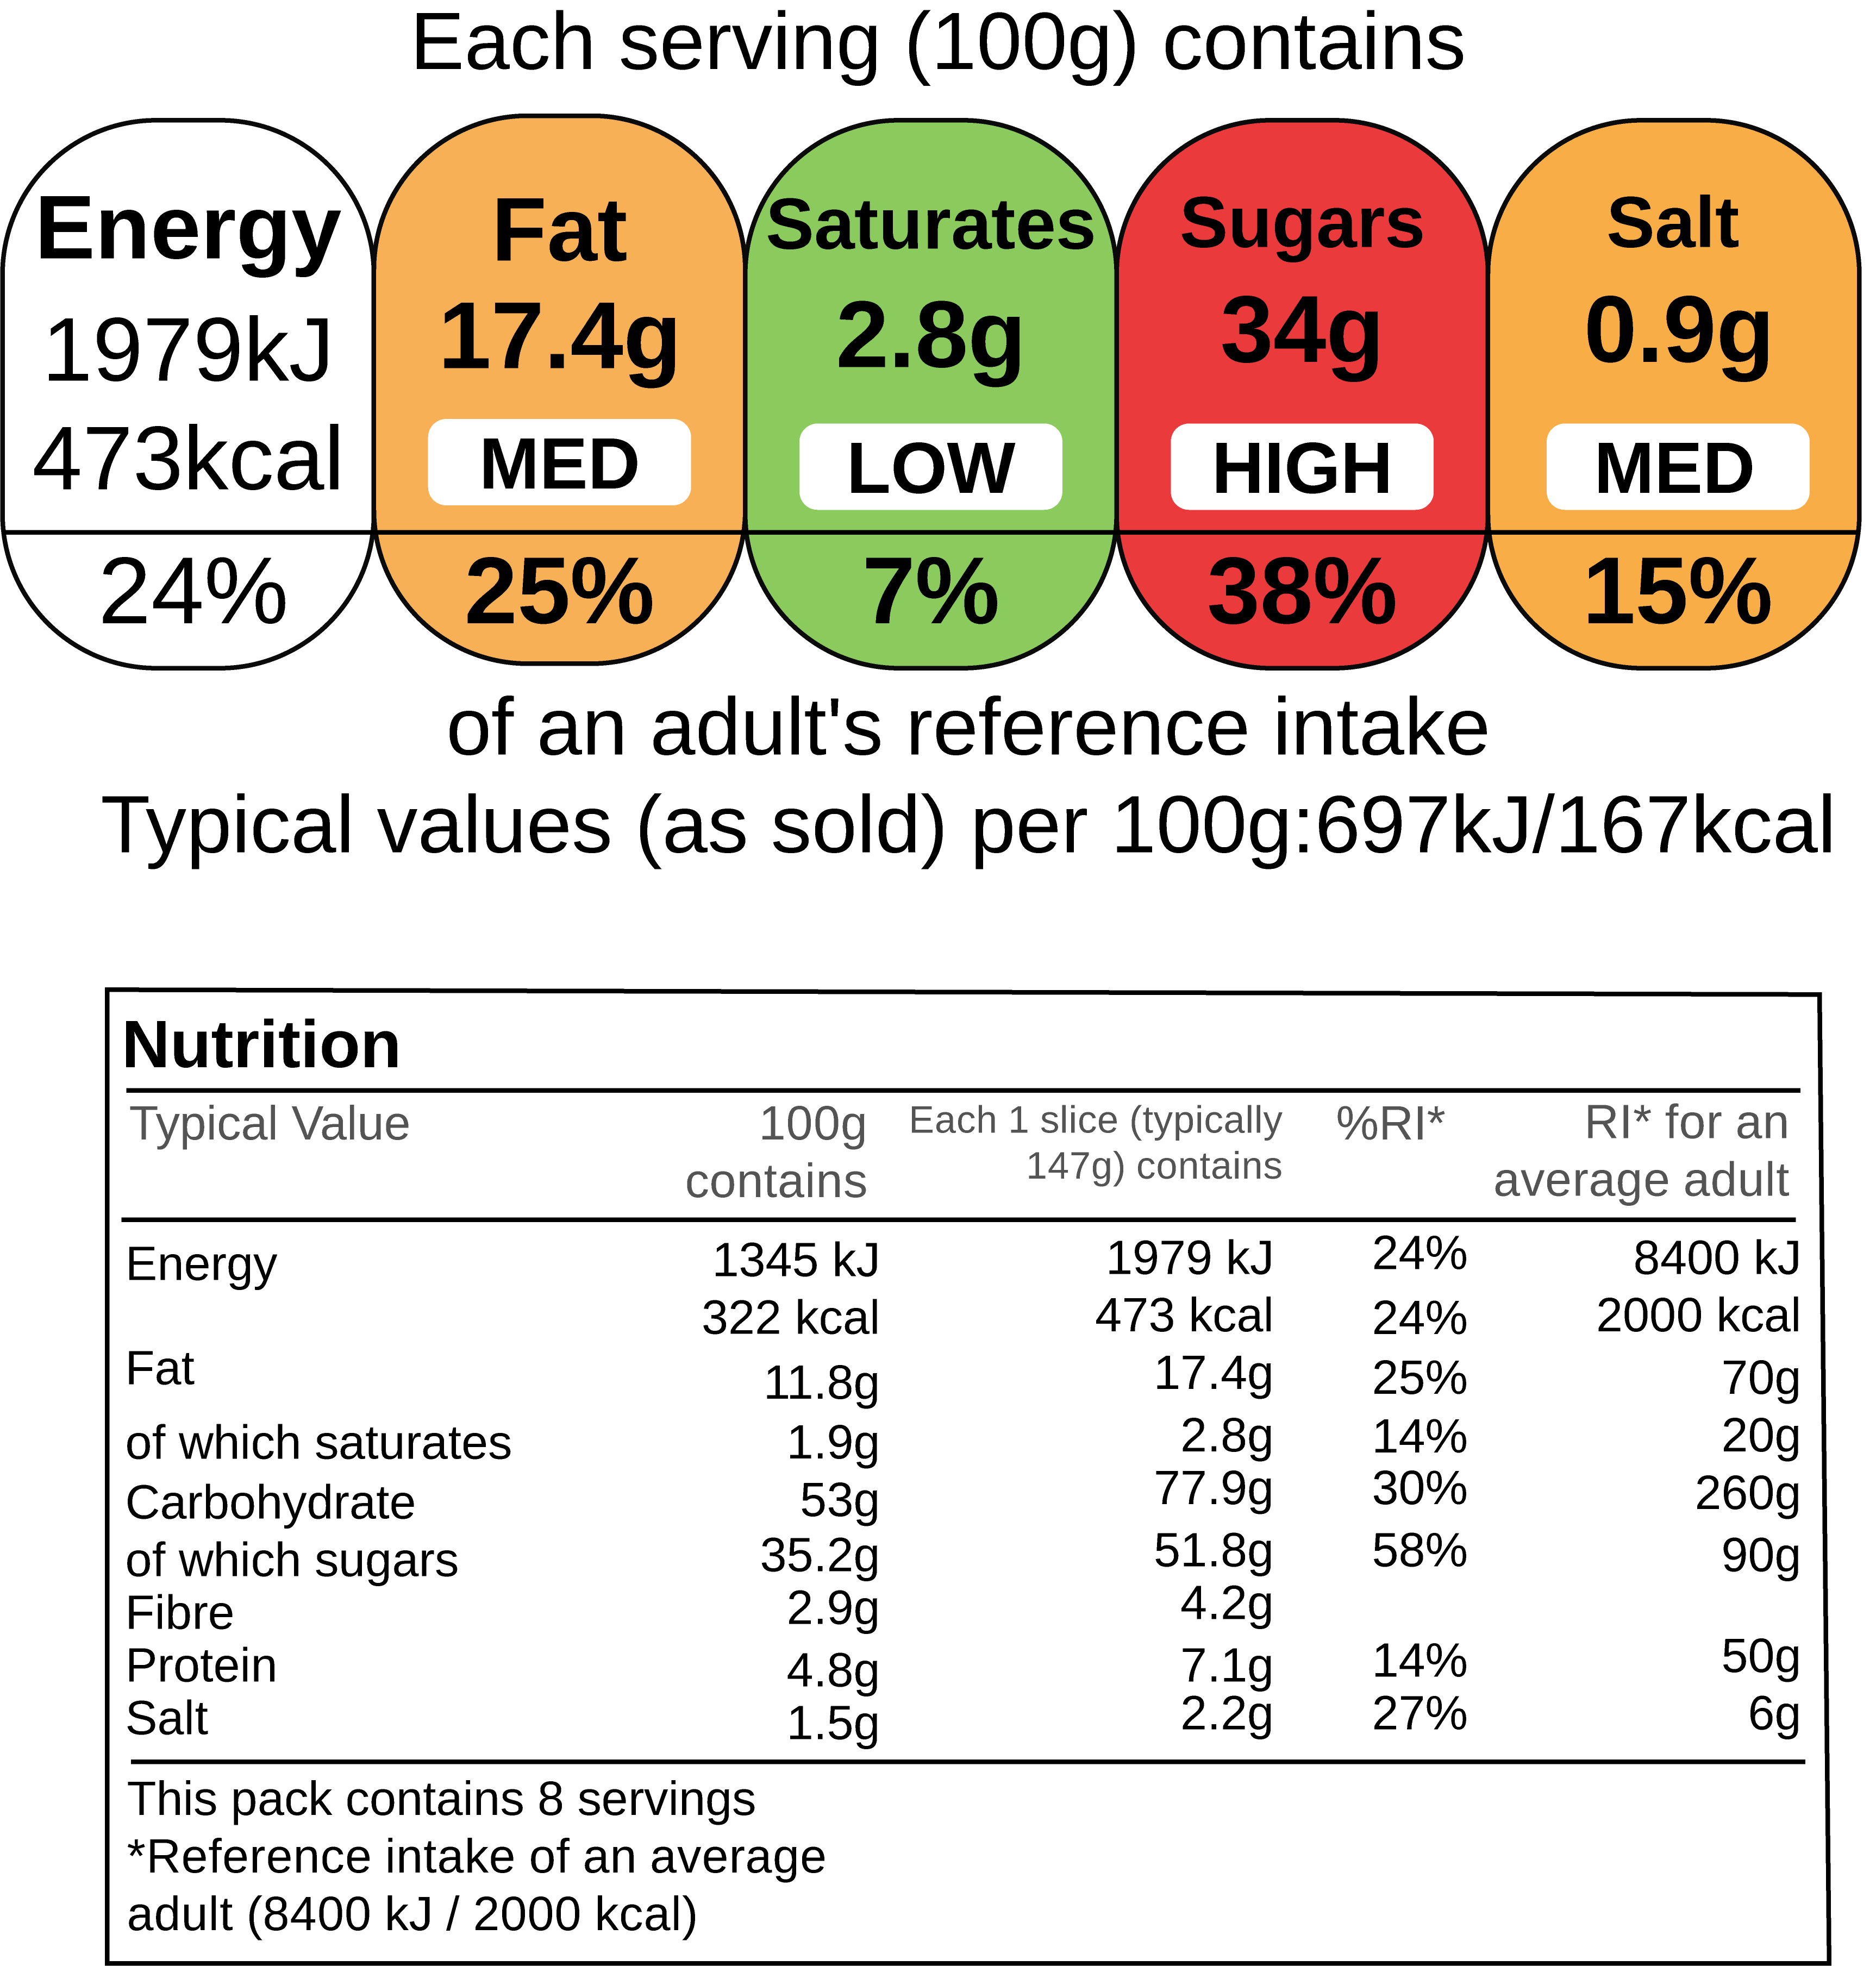 Each serving (100g) contains
Energy Fat Saturates Sugars Salt
1979kJ 17.4g 2.8g 34g 0.9g
473kcal MED LOW HIGH MED
24% 25% 7% 38% 15%
of an adult's reference intake
Typical values (as sold) per 100g:697kJ/167kcal
Nutrition
Typical Value 100g Each 1 slice (typically %RI* RI* for an
contains 147g) contains average adult
Energy 1345 kJ 1979 kJ 24% 8400 kJ
322 kcal 473 kcal 24% 2000 kcal
Fat 11.8g 17.4g 25% 70g
of which saturates 1.9g 2.8g 14% 20g
Carbohydrate 53g 77.9g 30% 260g
of which sugars 35.2g 51.8g 58% 90g
Fibre 2.9g 4.2g
Protein 4.8g 7.1g 14% 50g
Salt 1.5g 2.2g 27% 6g
This pack contains 8 servings
*Reference intake of an average
adult (8400 kJ / 2000 kcal)